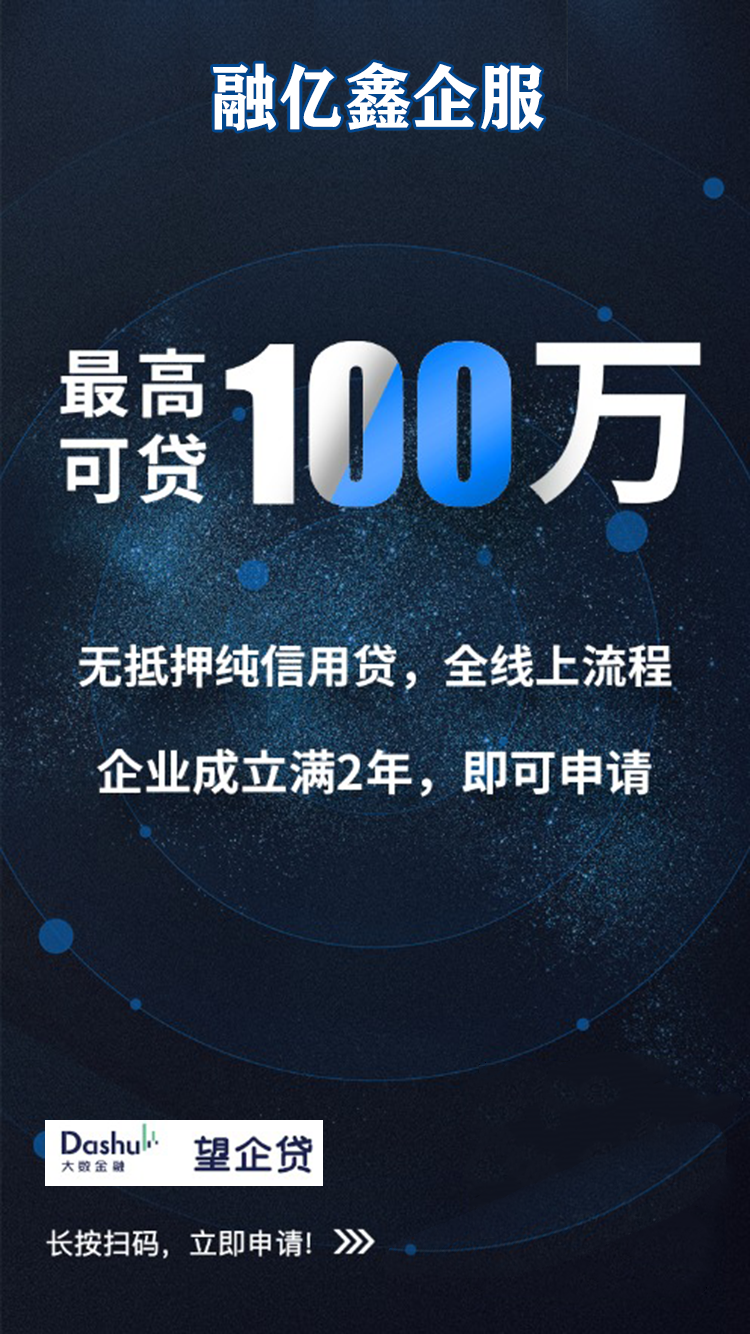 融亿鑫企服
最高
可贷
100万
无抵押纯信用贷，全线上流程
企业成立满2年，即可申请
Dashu
大数金融
望企贷
长按扫码，立即申请!